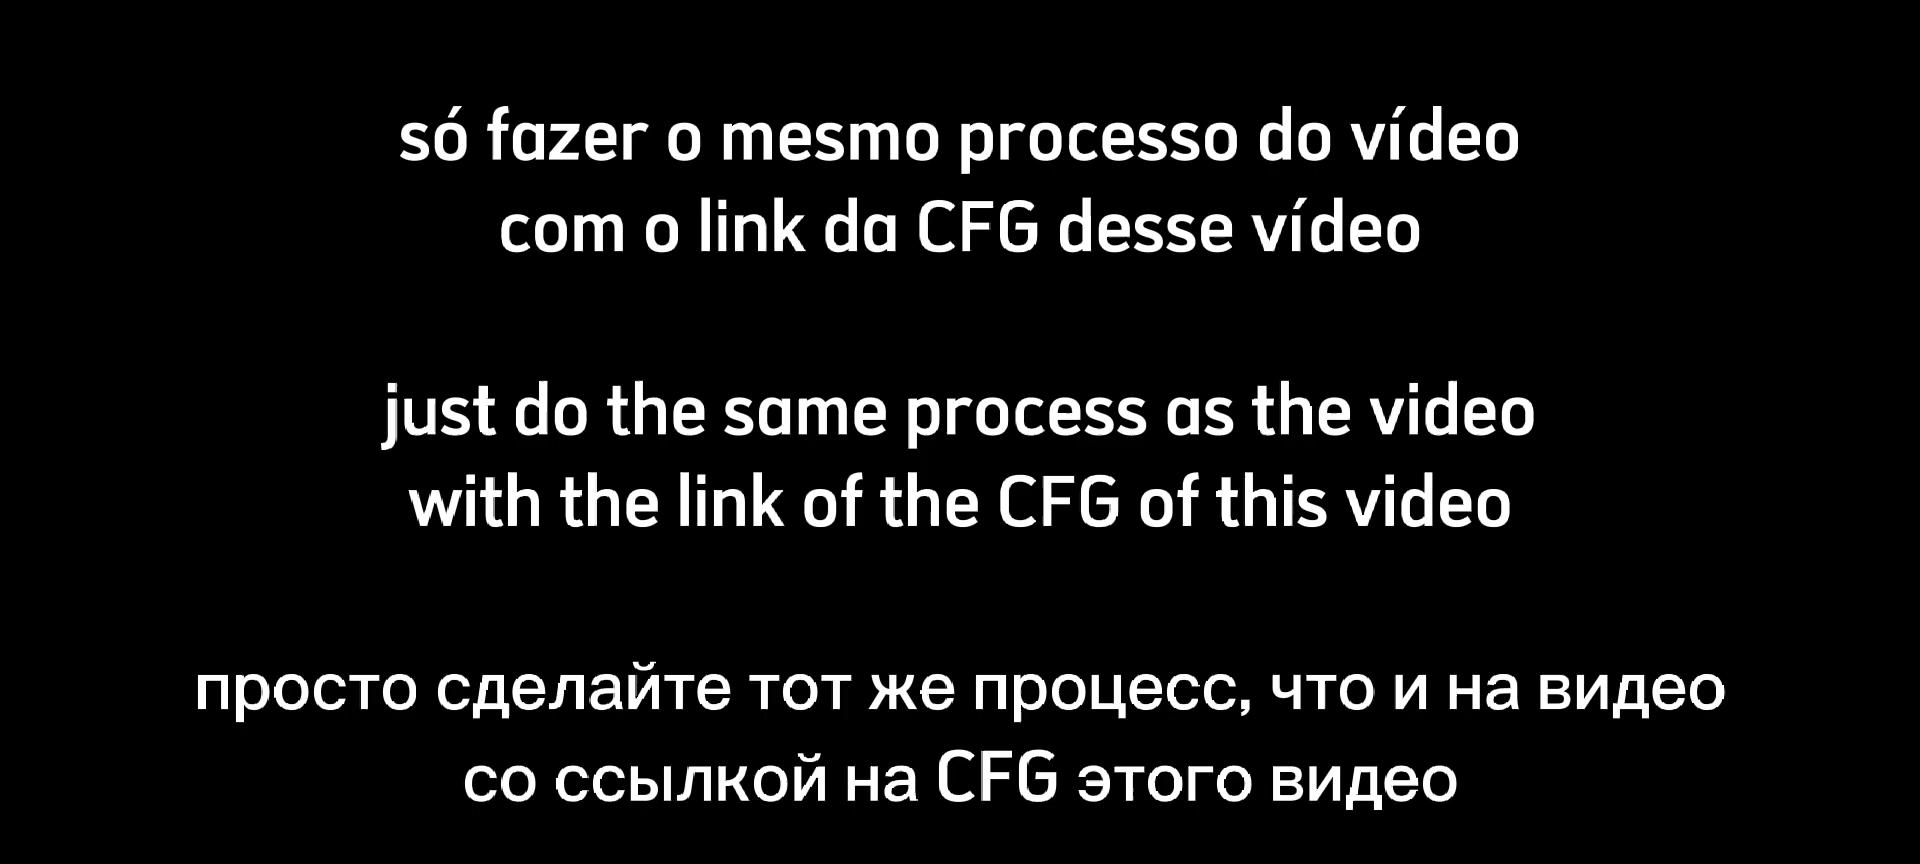 só fazer o mesmo processo do vídeo
com o link da CFG desse vídeo
just do the same process as the video
with the link of the CFG of this video
просто сделайте тот же процесс, что и на видео
со ссылкой на CFG этого видео